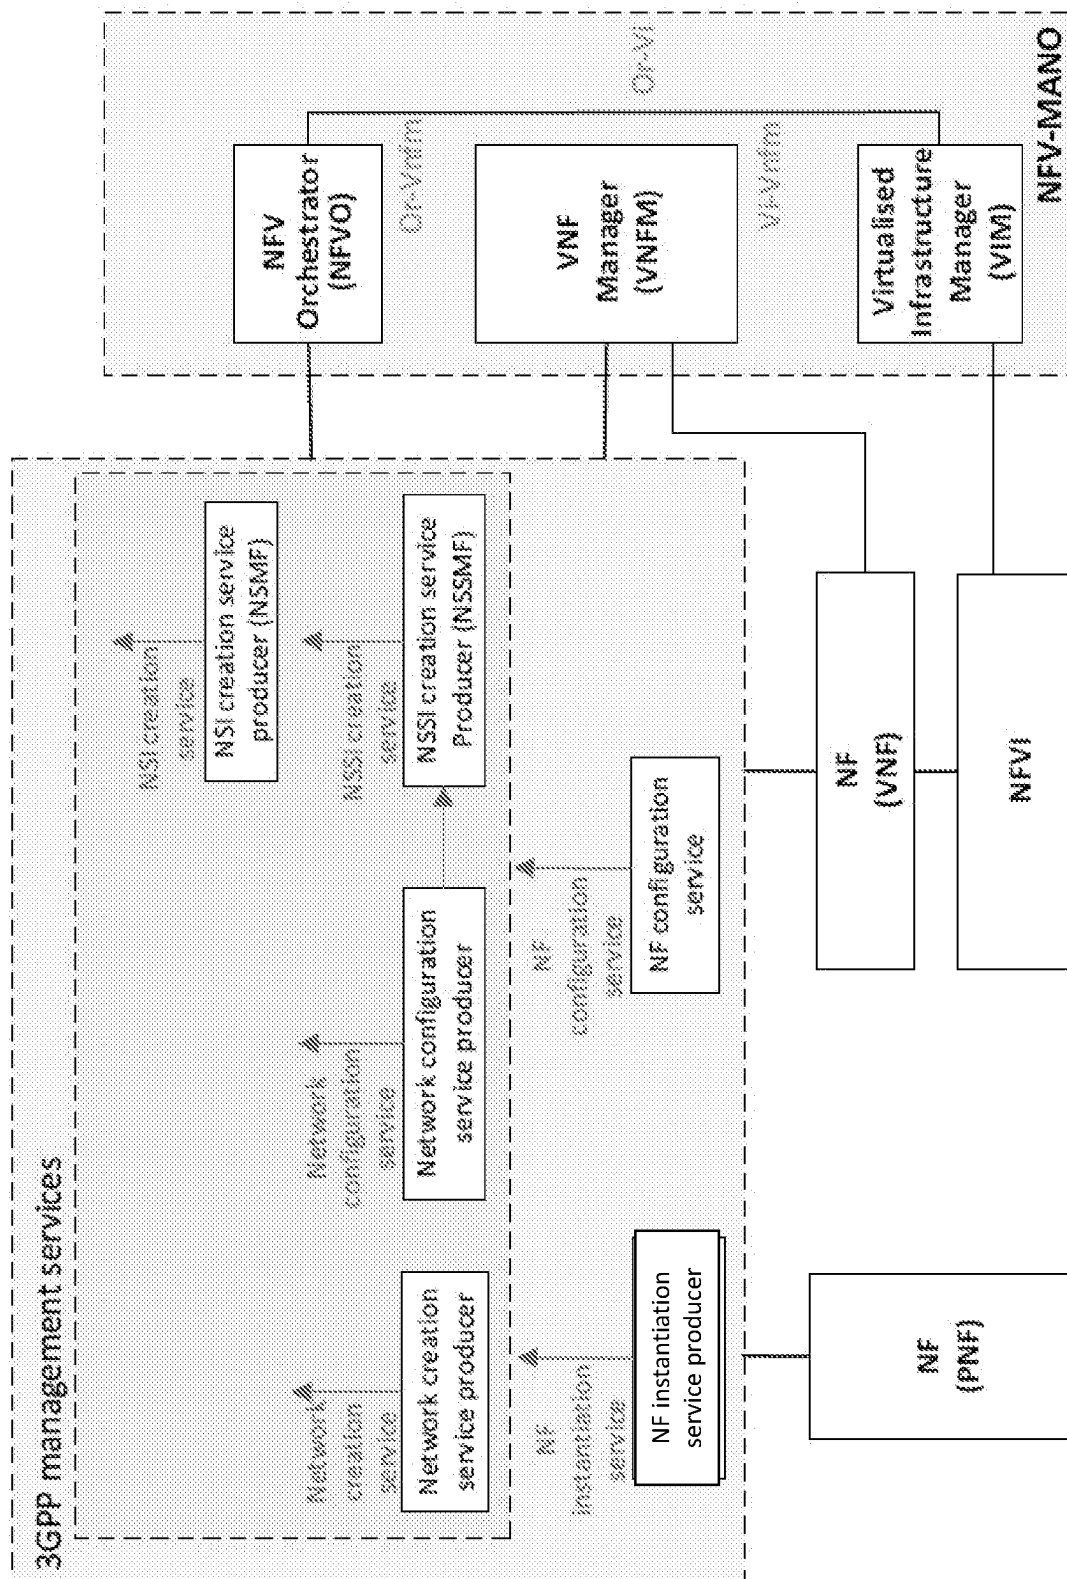 3GPP management services
NSI creation
service
NSI creation service
producer (NSMF)
Network
creation
service
Network
configuration
service
NSSI creation
service
Network creation
service producer
Network configuration
service producer
NSSI creation service
Producer (NSSMF)
NF
instantiation
service
NF
configuration
service
NF instantiation
service producer
NF configuration
service
NF
(PNF)
NF
(VNF)
NFVI
NFV
Orchestrator
(NFVO)
Or-Vnfm
VNF
Manager
(VNFM)
Or-Vi
Vi-Vnfm
Virtualised
Infrastructure
Manager
(VIM)
NFV-MANO